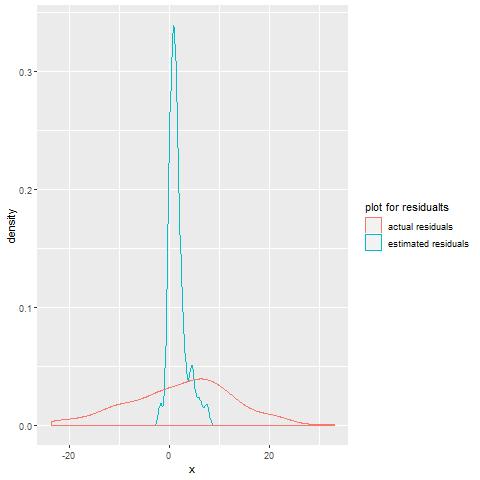 0.3
0.2
0.1
0.0
density
-20
0
20
x
plot for residualts
actual residuals
estimated residuals